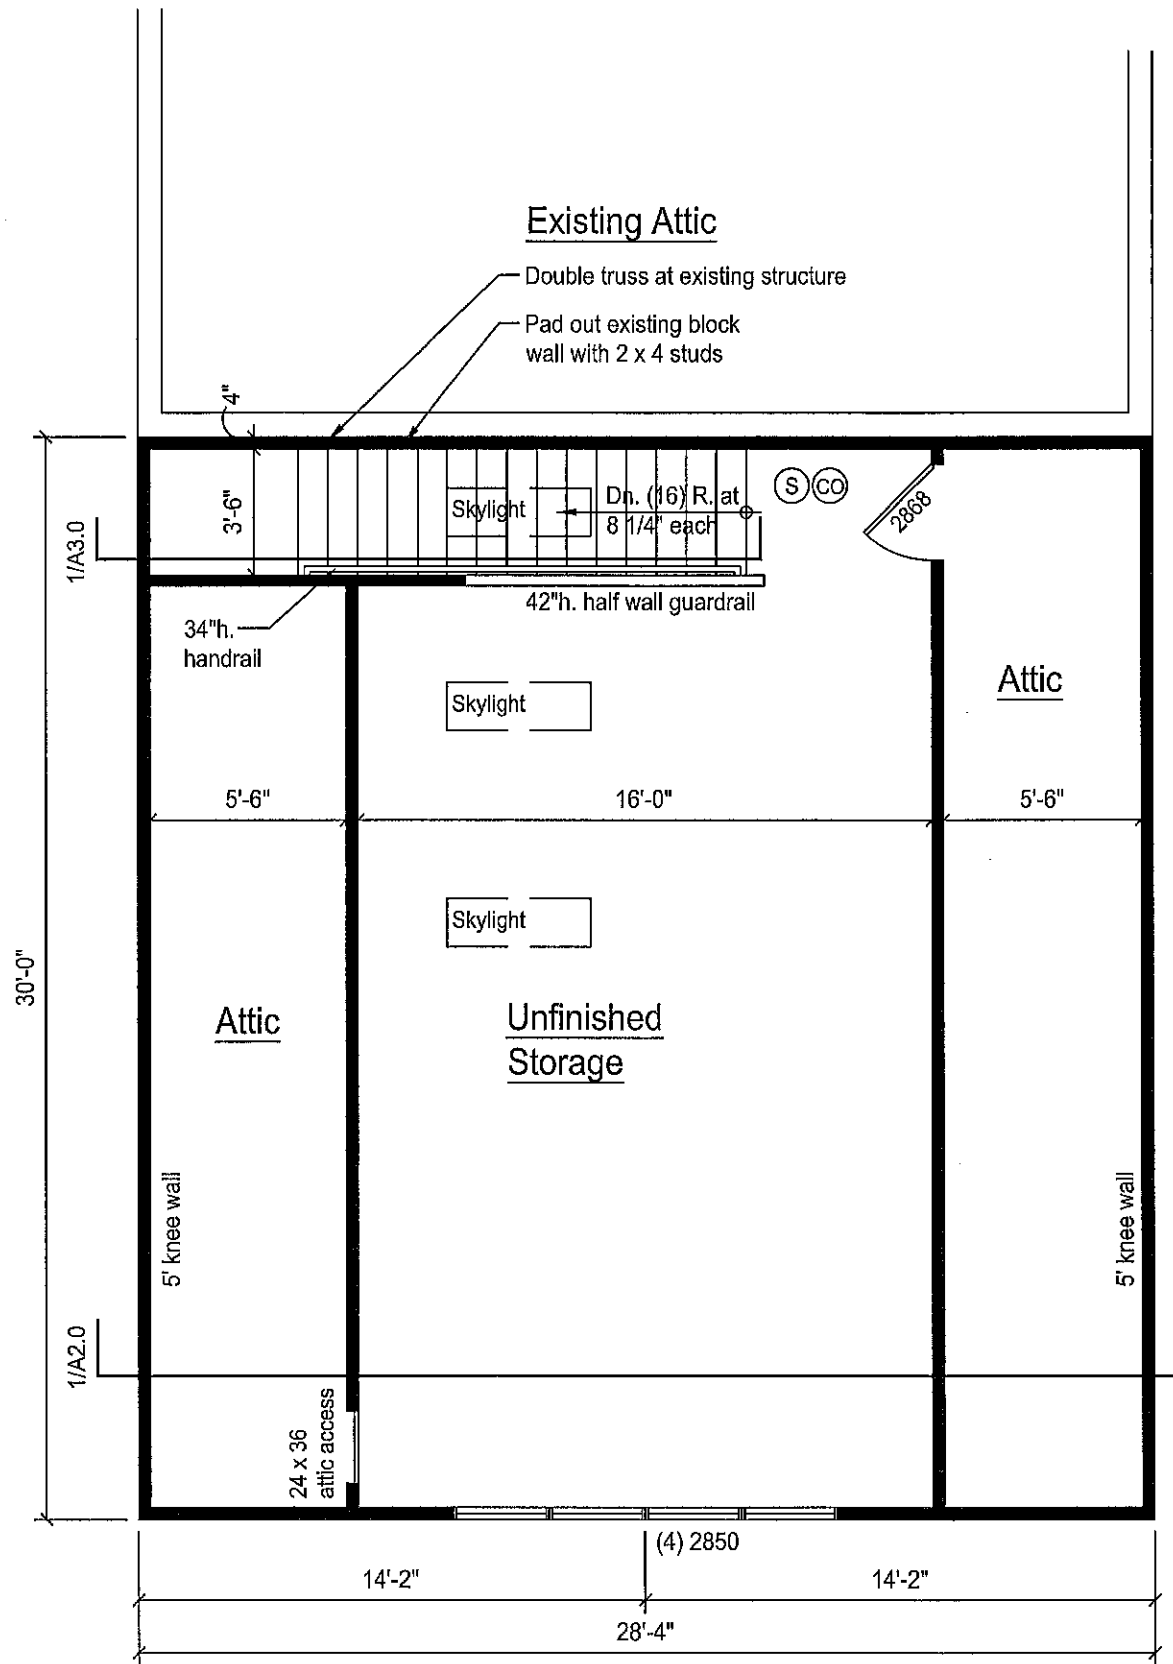 Existing Attic
Double truss at existing structure
Pad out existing block
wall with 2 x 4 studs
4"
3'-6"
1/A3.0
Skylight
Dn. (16) R. at
8 1/4" each
S
CO
2868
42"h. half wall guardrail
34"h.
handrail
Skylight
Attic
5'-6"
16'-0"
5'-6"
Skylight
30'-0"
Attic
Unfinished
Storage
5' knee wall
5' knee wall
1/A2.0
24 x 36
attic access
(4) 2850
14'-2"
14'-2"
28'-4"